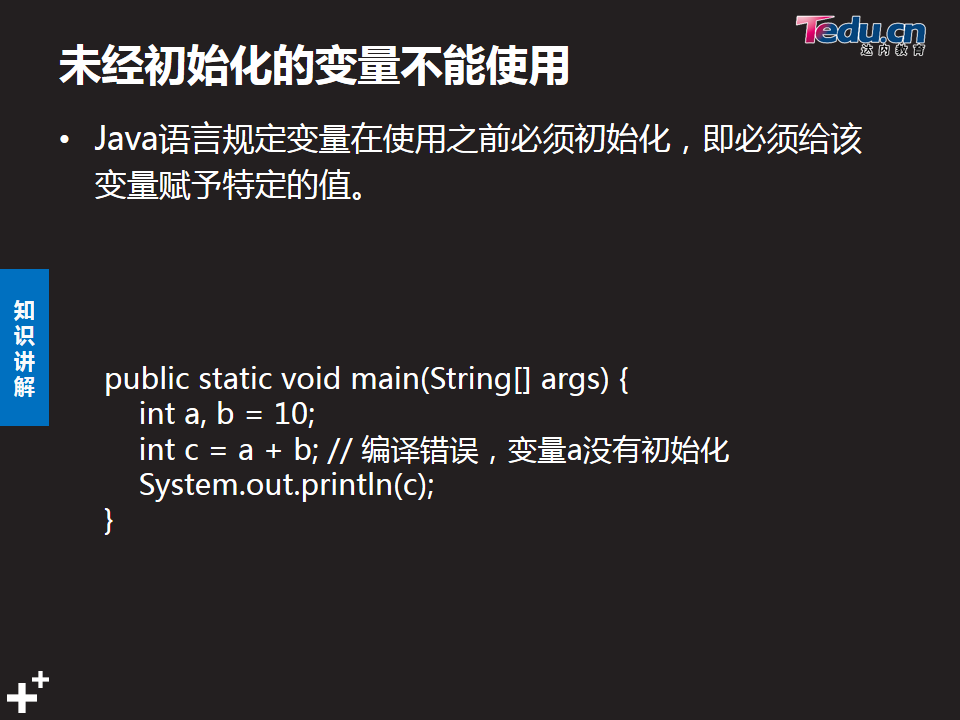 Tedu.cn
达内教育
未经初始化的变量不能使用
• Java语言规定变量在使用之前必须初始化，即必须给该
变量赋予特定的值。
知
识
讲
解
public static void main(String[] args) {
int a, b = 10;
int c = a + b; // 编译错误，变量a没有初始化
System.out.println(c);
}